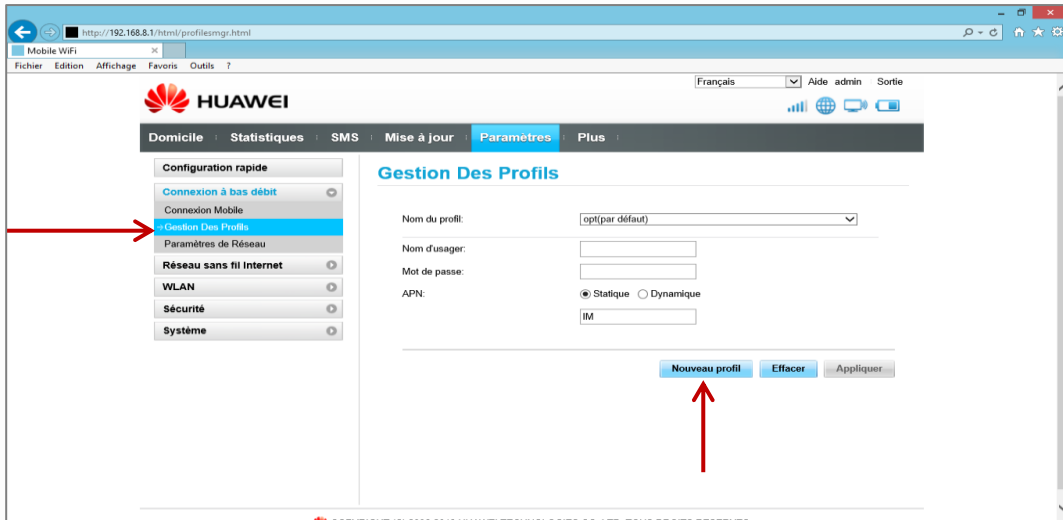 http://192.168.8.1/html/profilesmgr.html
Mobile WiFi
Fichier Edition Affichage Favoris Outils ?
Français Aide admin Sortie
HUAWEI
Domicile Statistiques SMS Mise à jour Paramètres Plus
Configuration rapide
Connexion à bas débit
Connexion Mobile
Gestion Des Profils
Paramètres de Réseau
Réseau sans fil Internet
WLAN
Sécurité
Système
Gestion Des Profils
Nom du profil: opt(par défaut)
Nom d'usager:
Mot de passe:
APN: Statique Dynamique
IM
Nouveau profil Effacer Appliquer